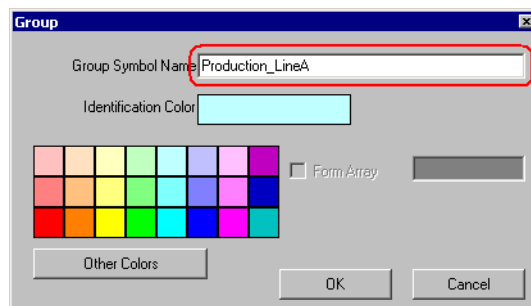 Group
Group Symbol Name Production_LineA
Identification Color
Form Array
Other Colors
OK Cancel